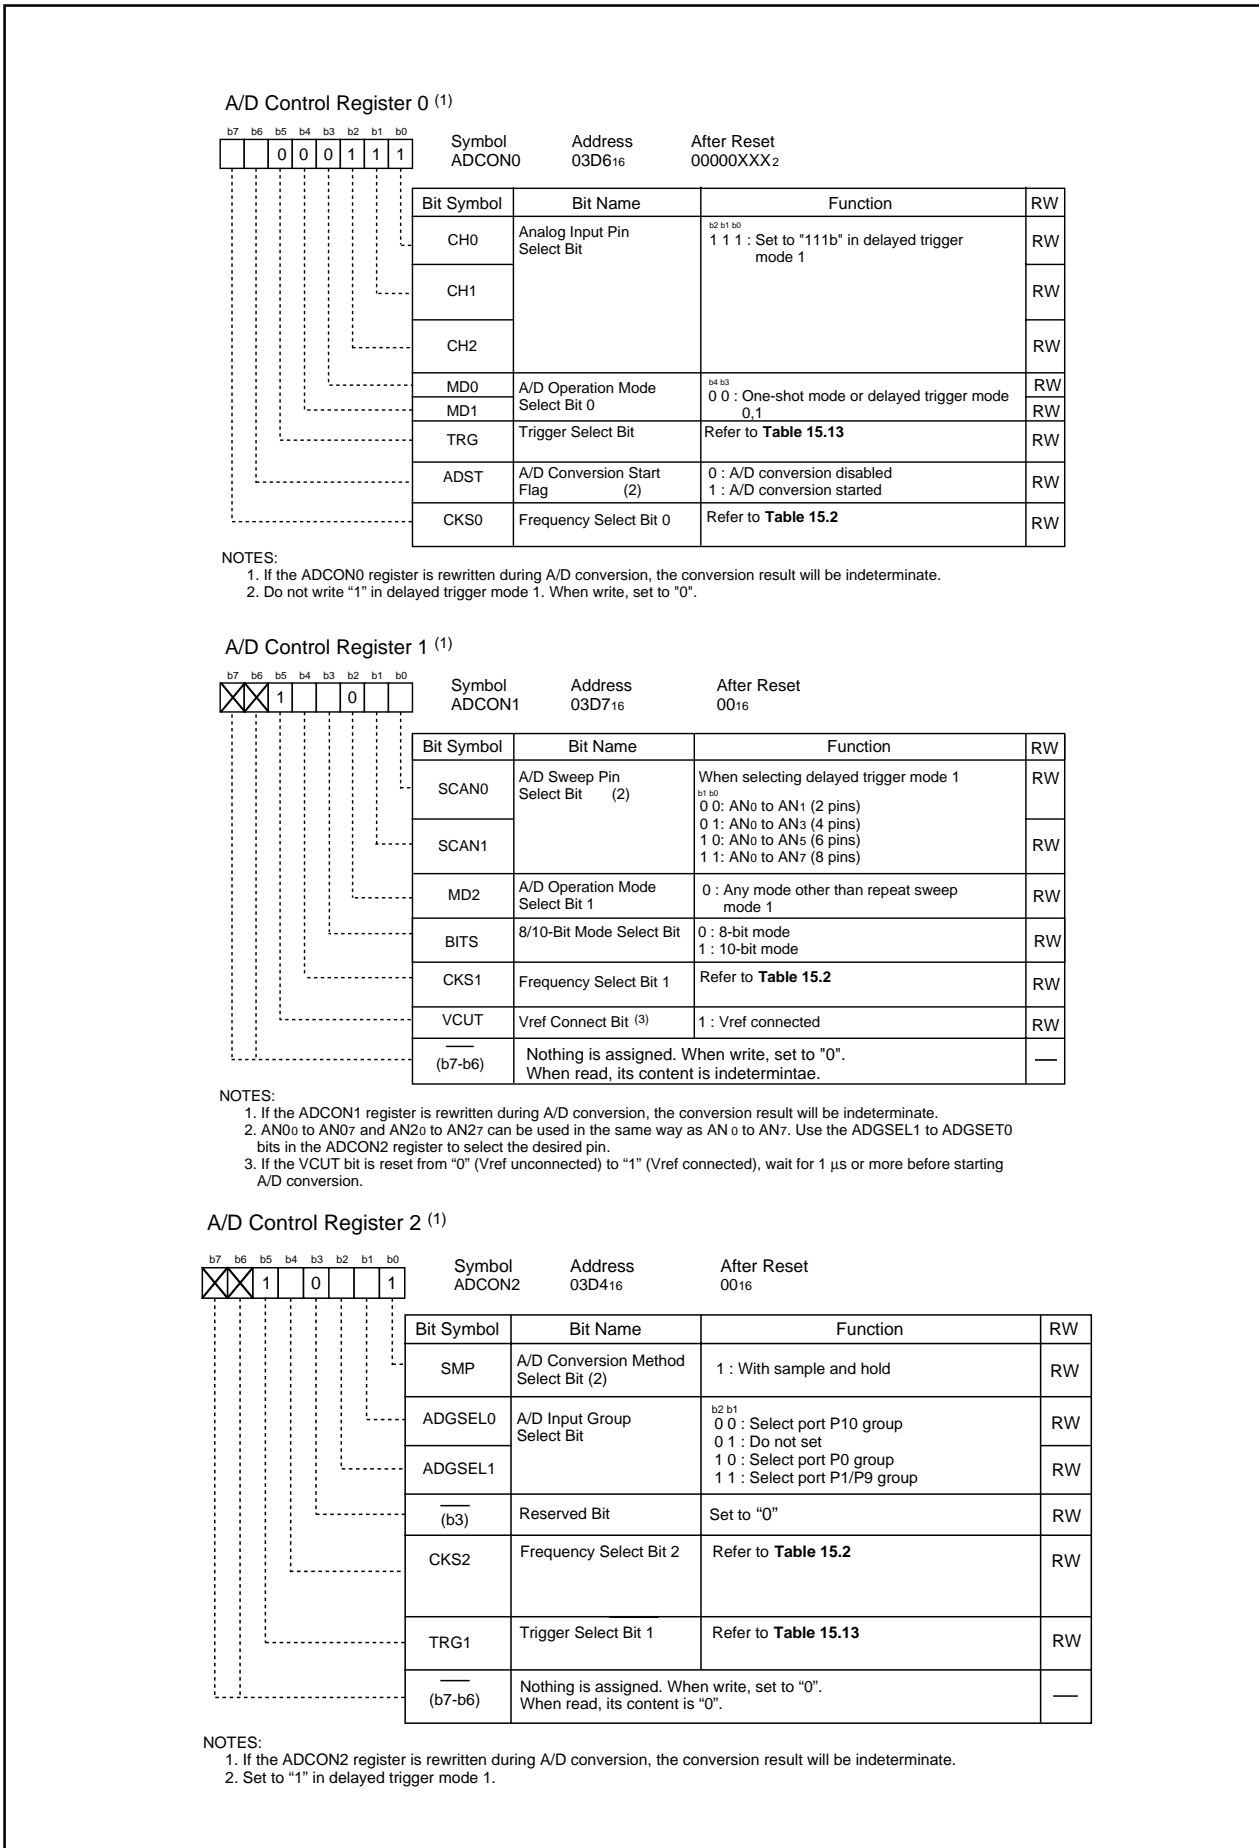 A/D Control Register 0 (1)
b7 b6 b5 b4 b3 b2 b1 b0
0 0 0 1 1 1
Symbol Address After Reset
ADCON0 03D616 00000XXX2
Bit Symbol Bit Name Function RW
CH0 Analog Input Pin
Select Bit
b2 b1 b0
1 1 1 : Set to "111b" in delayed trigger
mode 1
RW
CH1 RW
CH2 RW
MD0 A/D Operation Mode
Select Bit 0
b4 b3
0 0 : One-shot mode or delayed trigger mode
0,1
RW
MD1 RW
TRG Trigger Select Bit Refer to Table 15.13 RW
ADST A/D Conversion Start
Flag (2)
0 : A/D conversion disabled
1 : A/D conversion started
RW
CKS0 Frequency Select Bit 0 Refer to Table 15.2 RW
NOTES:
1. If the ADCON0 register is rewritten during A/D conversion, the conversion result will be indeterminate.
2. Do not write “1” in delayed trigger mode 1. When write, set to "0".
A/D Control Register 1 (1)
b7 b6 b5 b4 b3 b2 b1 b0
1 0
Symbol Address After Reset
ADCON1 03D716 0016
Bit Symbol Bit Name Function RW
SCAN0 A/D Sweep Pin
Select Bit (2)
When selecting delayed trigger mode 1
b1 b0
0 0: AN0 to AN1 (2 pins)
0 1: AN0 to AN3 (4 pins)
1 0: AN0 to AN5 (6 pins)
1 1: AN0 to AN7 (8 pins)
RW
SCAN1 RW
MD2 A/D Operation Mode
Select Bit 1
0 : Any mode other than repeat sweep
mode 1
RW
BITS 8/10-Bit Mode Select Bit 0 : 8-bit mode
1 : 10-bit mode
RW
CKS1 Frequency Select Bit 1 Refer to Table 15.2 RW
VCUT Vref Connect Bit (3) 1 : Vref connected RW
(b7-b6) Nothing is assigned. When write, set to "0".
When read, its content is indetermintae.
—
NOTES:
1. If the ADCON1 register is rewritten during A/D conversion, the conversion result will be indeterminate.
2. AN00 to AN07 and AN20 to AN27 can be used in the same way as AN 0 to AN7. Use the ADGSEL1 to ADGSET0
bits in the ADCON2 register to select the desired pin.
3. If the VCUT bit is reset from “0” (Vref unconnected) to “1” (Vref connected), wait for 1 µs or more before starting
A/D conversion.
A/D Control Register 2 (1)
b7 b6 b5 b4 b3 b2 b1 b0
1 0 1
Symbol Address After Reset
ADCON2 03D416 0016
Bit Symbol Bit Name Function RW
SMP A/D Conversion Method
Select Bit (2)
1 : With sample and hold RW
ADGSEL0 A/D Input Group
Select Bit
b2 b1
0 0 : Select port P10 group
0 1 : Do not set
1 0 : Select port P0 group
1 1 : Select port P1/P9 group
RW
ADGSEL1 RW
(b3) Reserved Bit Set to “0” RW
CKS2 Frequency Select Bit 2 Refer to Table 15.2 RW
TRG1 Trigger Select Bit 1 Refer to Table 15.13 RW
(b7-b6) Nothing is assigned. When write, set to “0”.
When read, its content is “0”.
—
NOTES:
1. If the ADCON2 register is rewritten during A/D conversion, the conversion result will be indeterminate.
2. Set to “1” in delayed trigger mode 1.